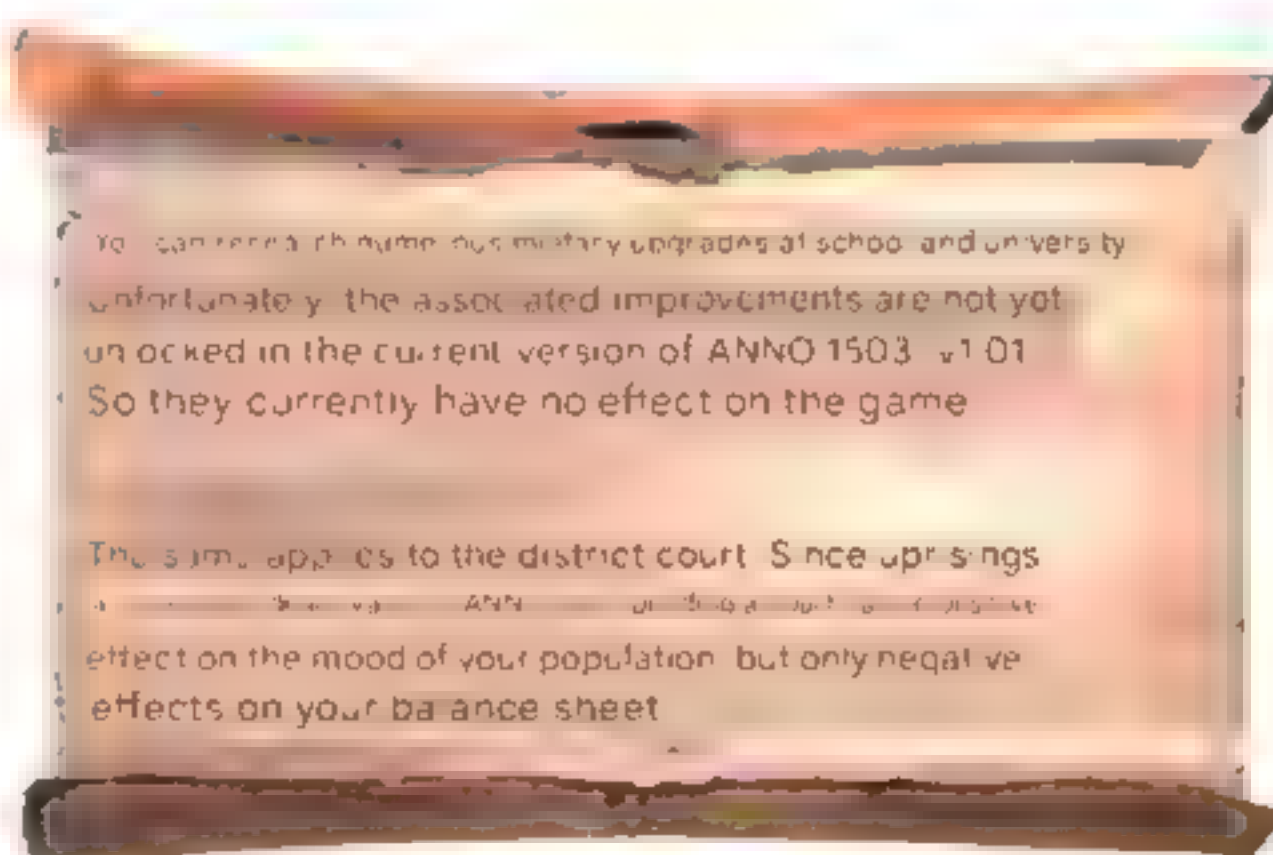 You can research numerous military upgrades at school and university
Unfortunately the associated improvements are not yet
unlocked in the current version of ANNO 1503 v1.01
So they currently have no effect on the game
The same applies to the district court Since uprisings
ANN
effect on the mood of your population but only negative
effects on your balance sheet